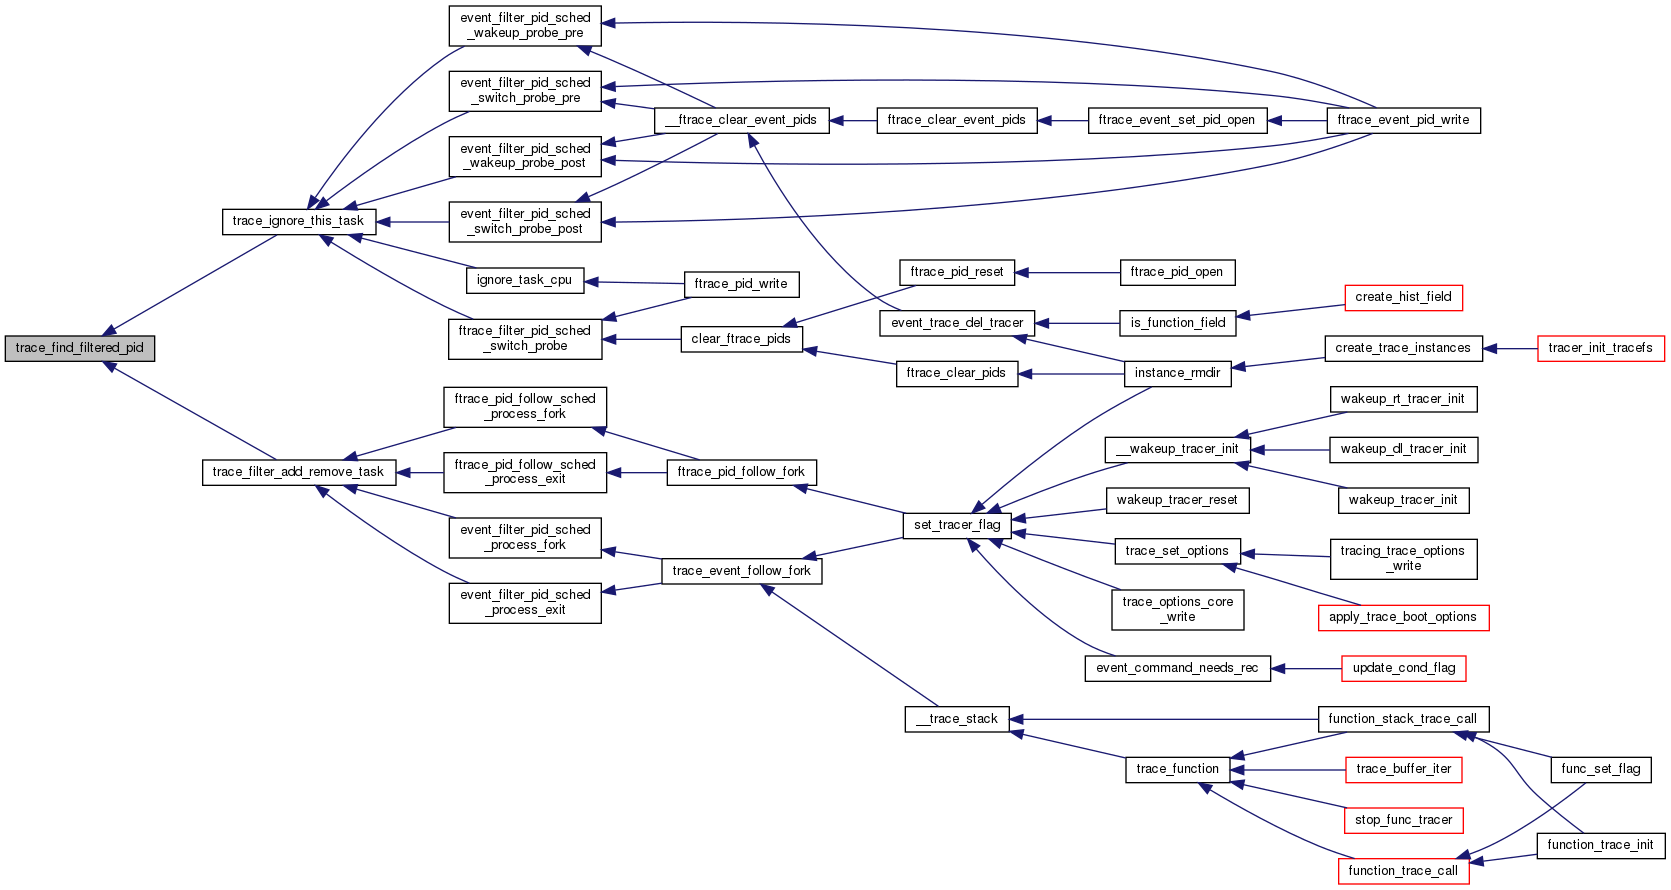 event_filter_pid_sched
_wakeup_probe_pre
event_filter_pid_sched
_switch_probe_pre
__ftrace_clear_event_pids
ftrace_clear_event_pids
ftrace_event_set_pid_open
ftrace_event_pid_write
event_filter_pid_sched
_wakeup_probe_post
trace_ignore_this_task
event_filter_pid_sched
_switch_probe_post
ignore_task_cpu
ftrace_pid_write
ftrace_pid_reset
ftrace_pid_open
create_hist_field
event_trace_del_tracer
is_function_field
trace_find_filtered_pid
ftrace_filter_pid_sched
_switch_probe
clear_ftrace_pids
create_trace_instances
tracer_init_tracefs
ftrace_clear_pids
instance_rmdir
ftrace_pid_follow_sched
_process_fork
wakeup_rt_tracer_init
__wakeup_tracer_init
wakeup_dl_tracer_init
trace_filter_add_remove_task
ftrace_pid_follow_sched
_process_exit
ftrace_pid_follow_fork
wakeup_tracer_reset
wakeup_tracer_init
set_tracer_flag
event_filter_pid_sched
_process_fork
trace_set_options
tracing_trace_options
_write
trace_event_follow_fork
event_filter_pid_sched
_process_exit
trace_options_core
_write
apply_trace_boot_options
event_command_needs_rec
update_cond_flag
__trace_stack
function_stack_trace_call
trace_function
trace_buffer_iter
func_set_flag
stop_func_tracer
function_trace_init
function_trace_call